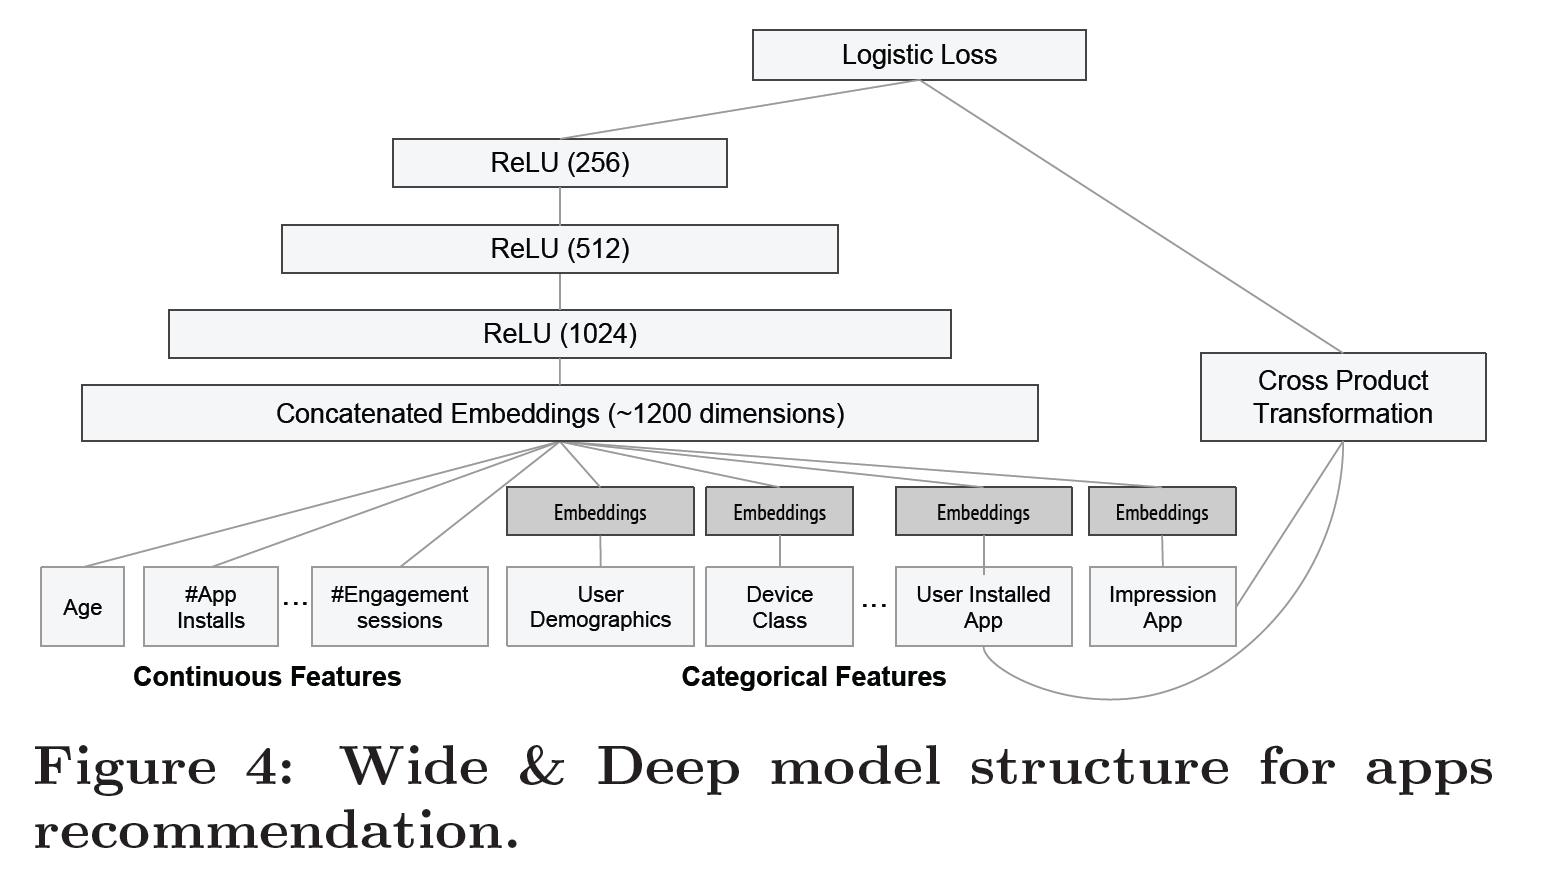 Logistic Loss
ReLU (256)
ReLU (512)
ReLU (1024)
Concatenated Embeddings (~1200 dimensions)
Cross Product
Transformation
Embeddings
Embeddings
Embeddings
Embeddings
Age
#App
Installs
...
#Engagement
sessions
User
Demographics
Device
Class
...
User Installed
App
Impression
App
Continuous Features
Categorical Features
Figure 4: Wide & Deep model structure for apps
recommendation.